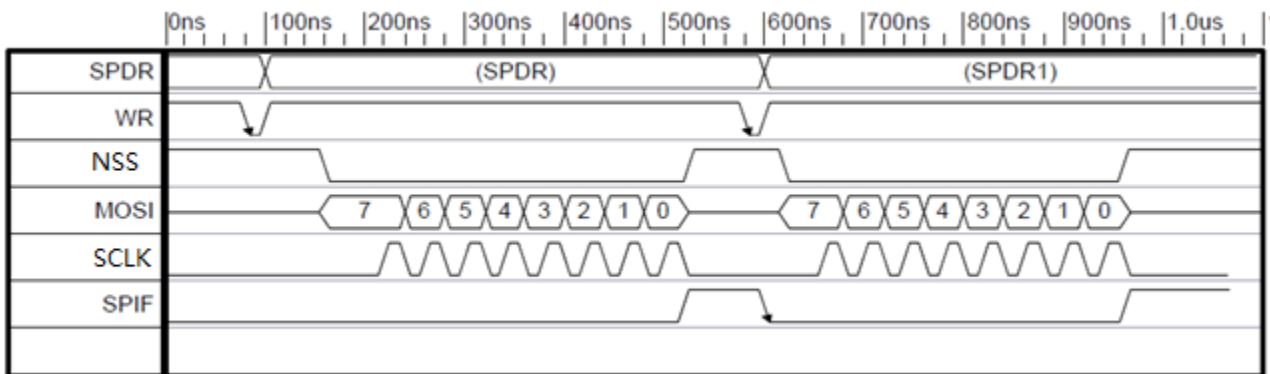 0ns 100ns 200ns 300ns 400ns 500ns 600ns 700ns 800ns 900ns 1.0us
SPDR (SPDR) (SPDR1)
WR
NSS
MOSI 7 6 5 4 3 2 1 0 7 6 5 4 3 2 1 0
SCLK
SPIF